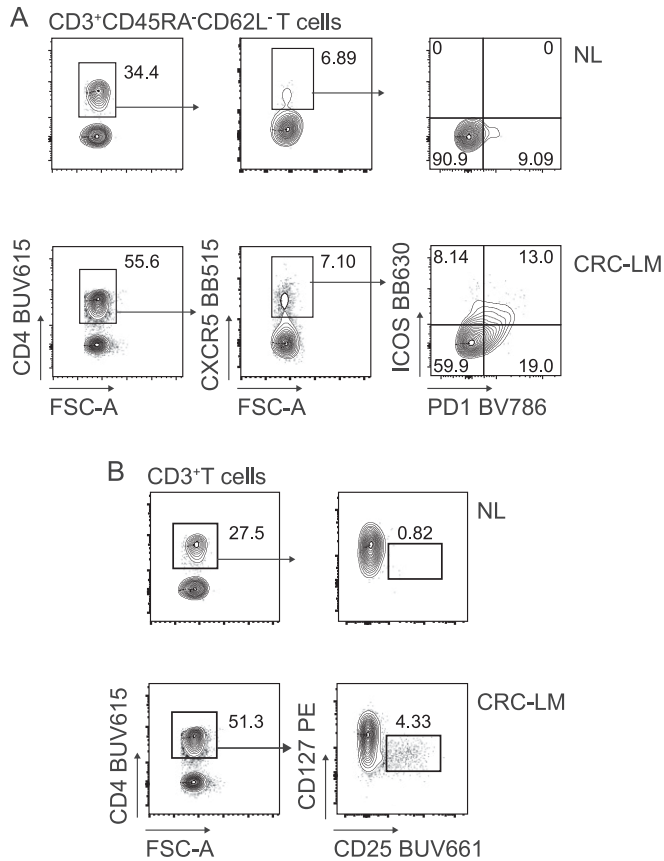 A
CD3⁺CD45RA⁻CD62L⁻ T cells
34.4
6.89
0
0
90.9
9.09
NL
CD4 BUV615
55.6
FSC-A
CXCR5 BB515
7.10
FSC-A
ICOS BB630
8.14
13.0
59.9
19.0
PD1 BV786
CRC-LM
B
CD3⁺T cells
27.5
0.82
NL
CD4 BUV615
51.3
FSC-A
CD127 PE
4.33
CD25 BUV661
CRC-LM